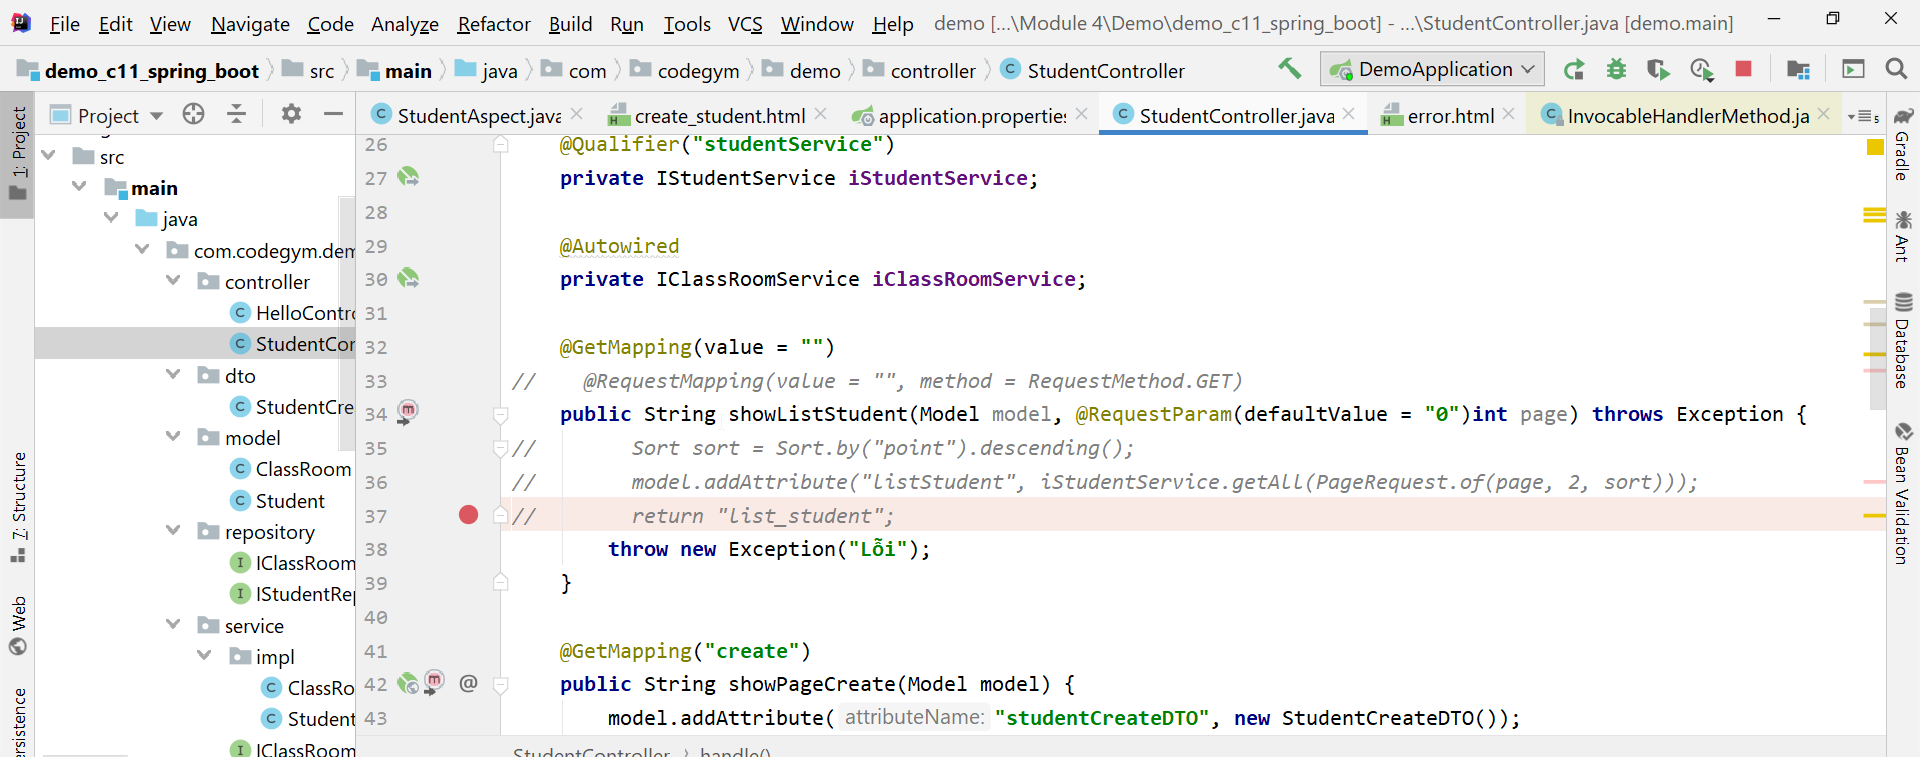 File Edit View Navigate Code Analyze Refactor Build Run Tools VCS Window Help demo [...\Module 4\Demo\demo_c11_spring_boot] - ...\StudentController.java [demo.main]
demo_c11_spring_boot src main java com codegym demo controller StudentController DemoApplication
Project StudentAspect.java create_student.html application.properties StudentController.java error.html InvocableHandlerMethod.ja 5
1: Project
7: Structure
Web
ersistence
src
main
java
com.codegym.dem
controller
HelloContro
StudentCor
dto
StudentCre
model
ClassRoom
Student
repository
IClassRoom
IStudentRep
service
impl
ClassRo
Student
IClassRoom
26 @Qualifier("studentService")
27 private IStudentService iStudentService;
28
29 @Autowired
30 private IClassRoomService iClassRoomService;
31
32 @GetMapping(value = "")
33 // @RequestMapping(value = "", method = RequestMethod.GET)
34 public String showListStudent(Model model, @RequestParam(defaultValue = "0")int page) throws Exception {
35 // Sort sort = Sort.by("point").descending();
36 // model.addAttribute("listStudent", iStudentService.getAll(PageRequest.of(page, 2, sort)));
37 // return "list_student";
38 throw new Exception("Lỗi");
39 }
40
41 @GetMapping("create")
42 @ public String showPageCreate(Model model) {
43 model.addAttribute( attributeName: "studentCreateDTO", new StudentCreateDTO());
StudentController handle()
Gradle
Ant
Database
Bean Validation